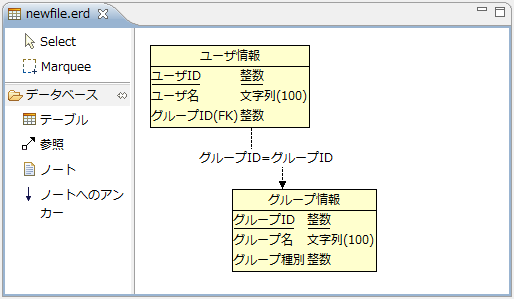 newfile.erd
Select
Marquee
データベース
テーブル
参照
ノート
ノートへのアン
カー
ユーザ情報
ユーザID 整数
ユーザ名 文字列(100)
グループID(FK) 整数
グループID=グループID
グループ情報
グループID 整数
グループ名 文字列(100)
グループ種別 整数